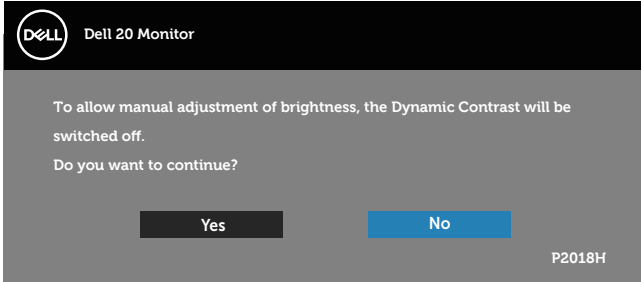 DELL
Dell 20 Monitor
To allow manual adjustment of brightness, the Dynamic Contrast will be
switched off.
Do you want to continue?
Yes
No
P2018H